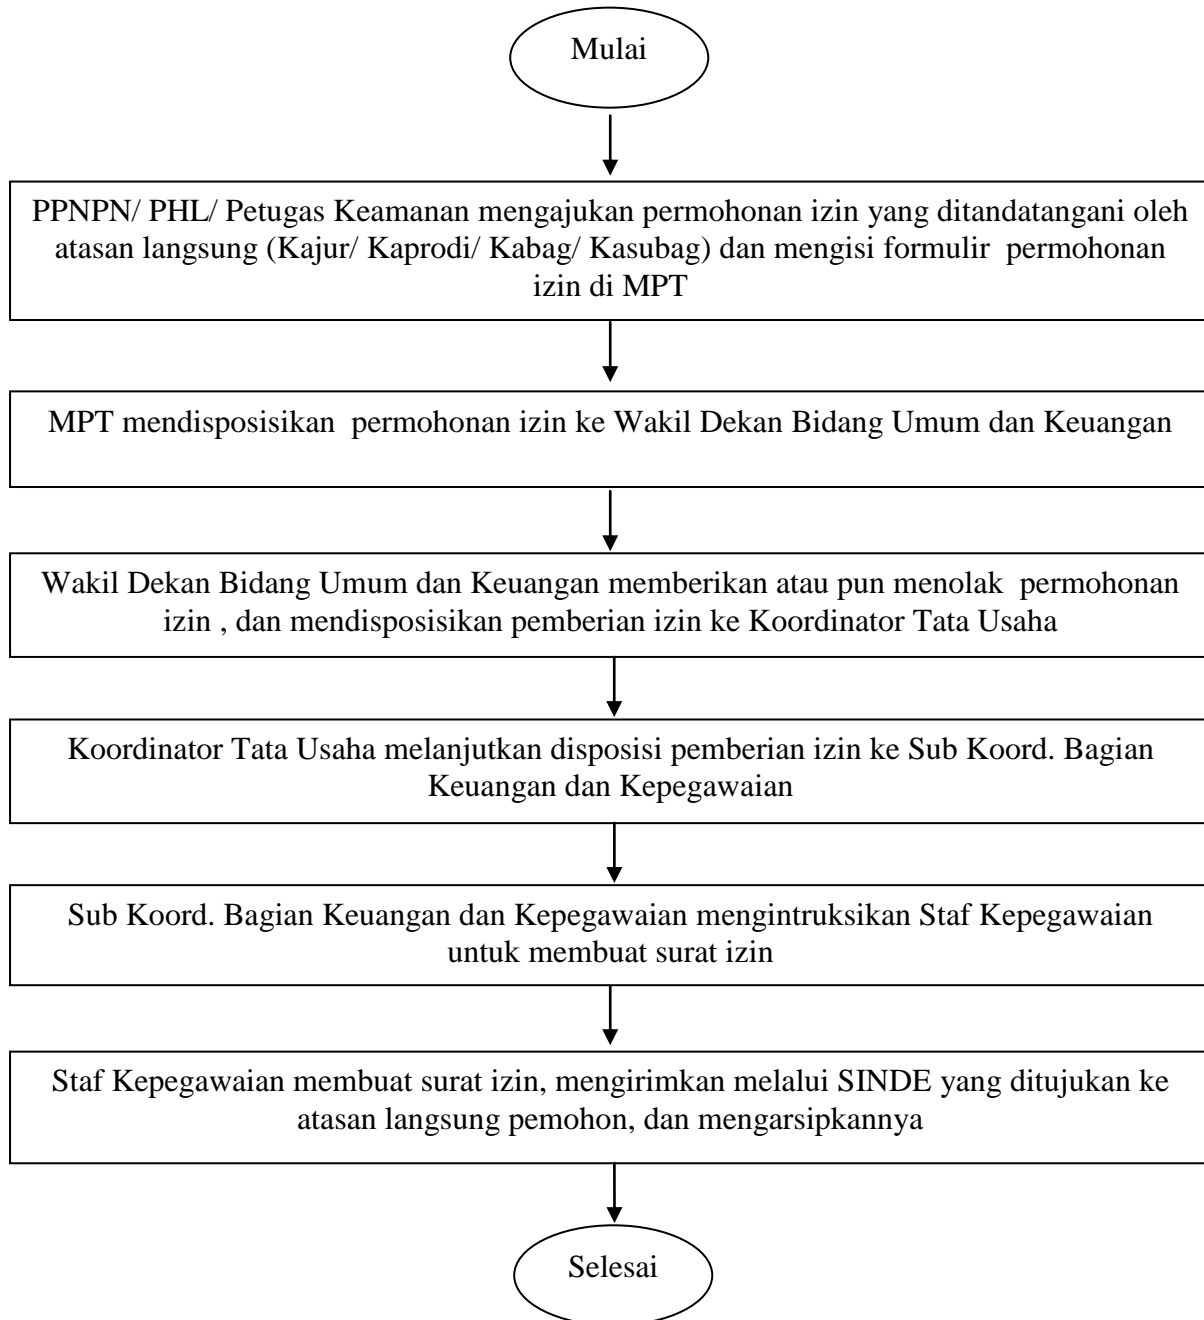 Mulai
PPNPN/ PHL/ Petugas Keamanan mengajukan permohonan izin yang ditandatangani oleh
atasan langsung (Kajur/ Kaprodi/ Kabag/ Kasubag) dan mengisi formulir  permohonan
izin di MPT
MPT mendisposisikan  permohonan izin ke Wakil Dekan Bidang Umum dan Keuangan
Wakil Dekan Bidang Umum dan Keuangan memberikan atau pun menolak  permohonan
izin , dan mendisposisikan pemberian izin ke Koordinator Tata Usaha
Koordinator Tata Usaha melanjutkan disposisi pemberian izin ke Sub Koord. Bagian
Keuangan dan Kepegawaian
Sub Koord. Bagian Keuangan dan Kepegawaian mengintruksikan Staf Kepegawaian
untuk membuat surat izin
Staf Kepegawaian membuat surat izin, mengirimkan melalui SINDE yang ditujukan ke
atasan langsung pemohon, dan mengarsipkannya
Selesai